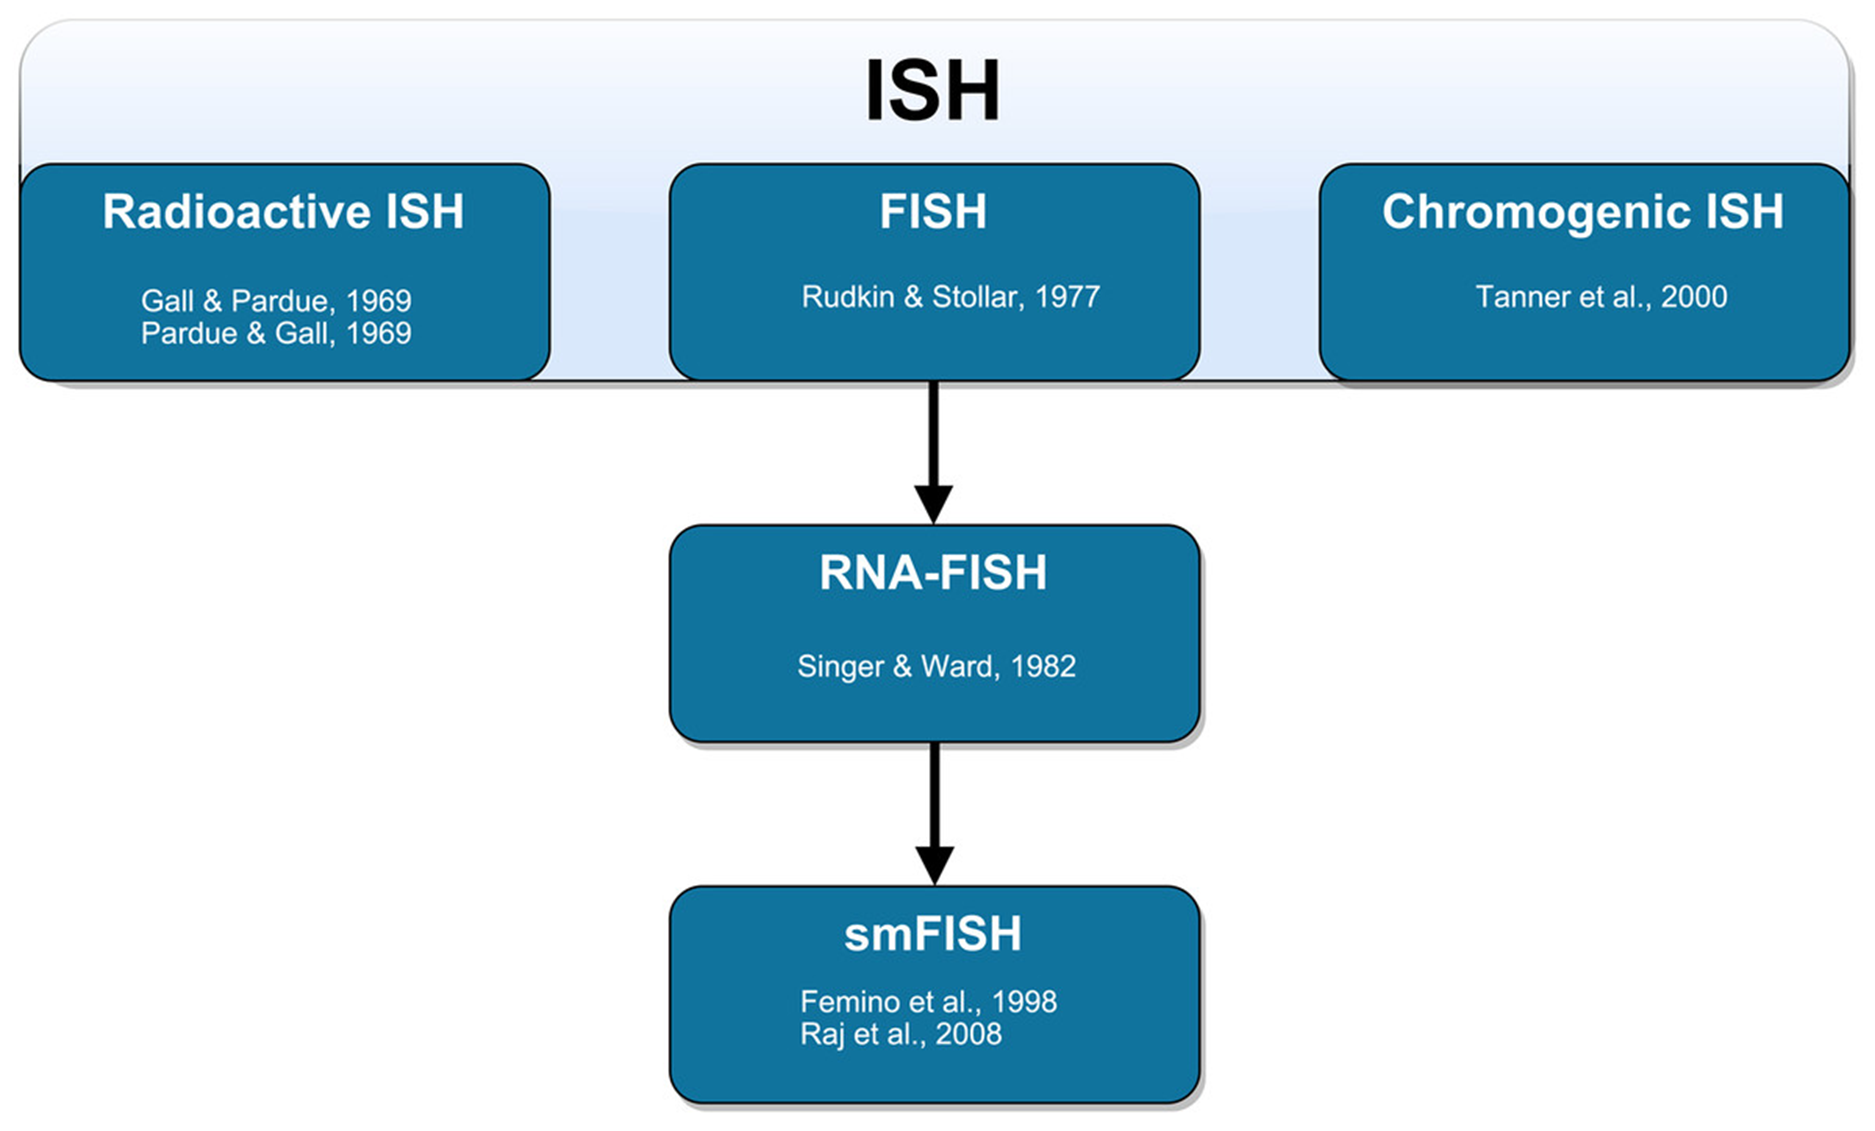 ISH
Radioactive ISH
Gall & Pardue, 1969
Pardue & Gall, 1969
FISH
Rudkin & Stollar, 1977
Chromogenic ISH
Tanner et al., 2000
RNA-FISH
Singer & Ward, 1982
smFISH
Femino et al., 1998
Raj et al., 2008